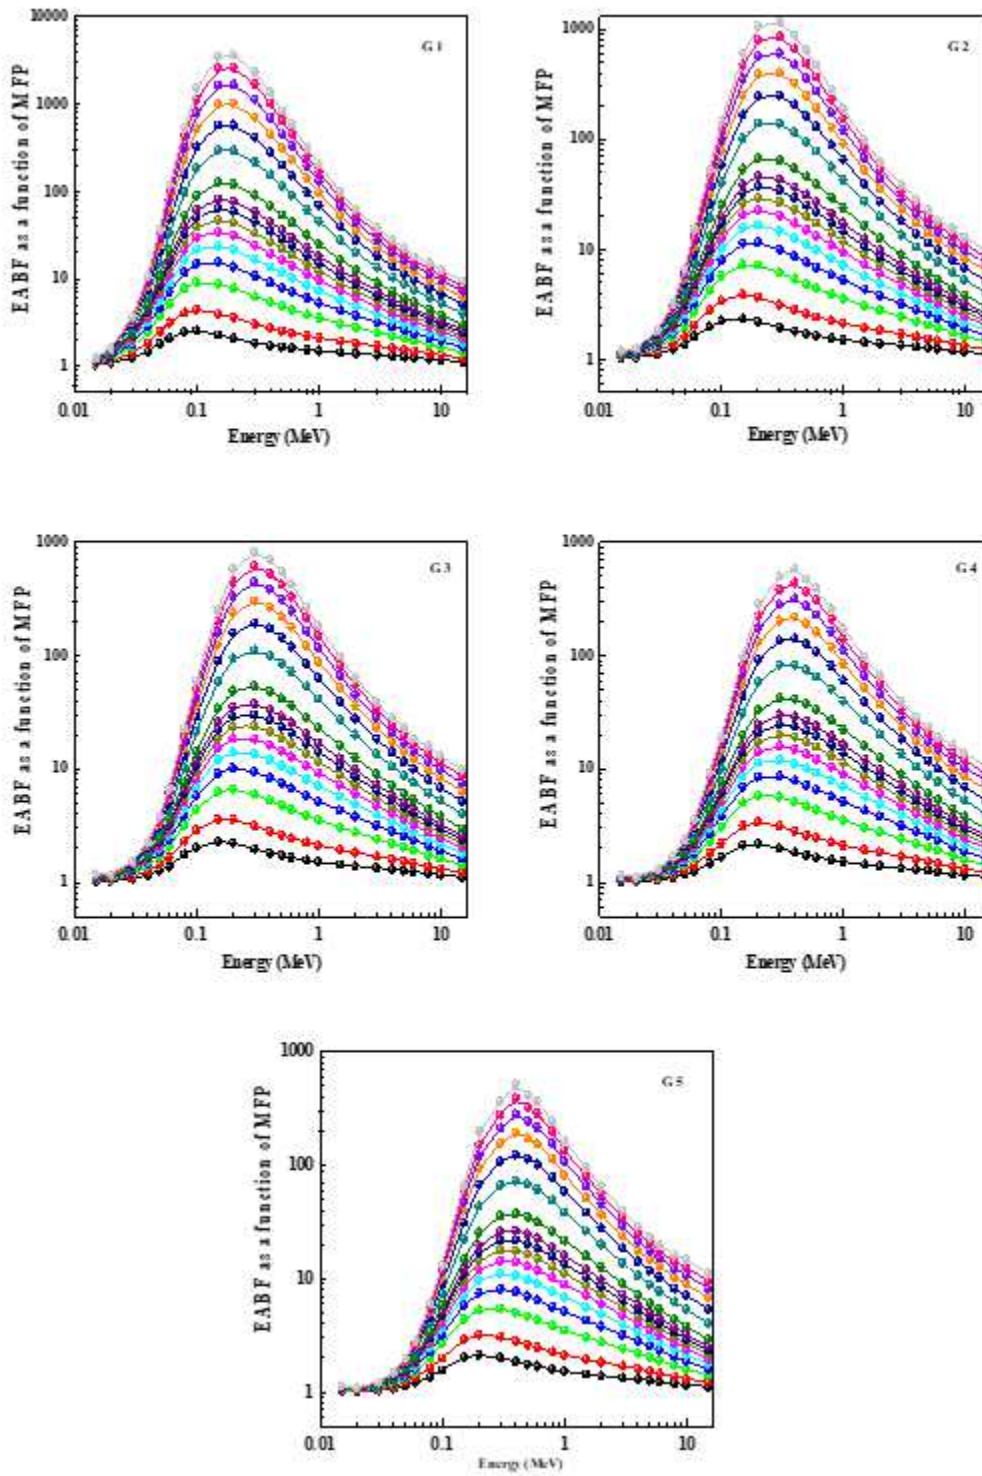 EABF as a function of MFP
10000
1000
100
10
1
G1
0.01 0.1 1 10
Energy (MeV)
EABF as a function of MFP
1000
100
10
1
G2
0.01 0.1 1 10
Energy (MeV)
EABF as a function of MFP
1000
100
10
1
G3
0.01 0.1 1 10
Energy (MeV)
EABF as a function of MFP
1000
100
10
1
G4
0.01 0.1 1 10
Energy (MeV)
EABF as a function of MFP
1000
100
10
1
G5
0.01 0.1 1 10
Energy (MeV)